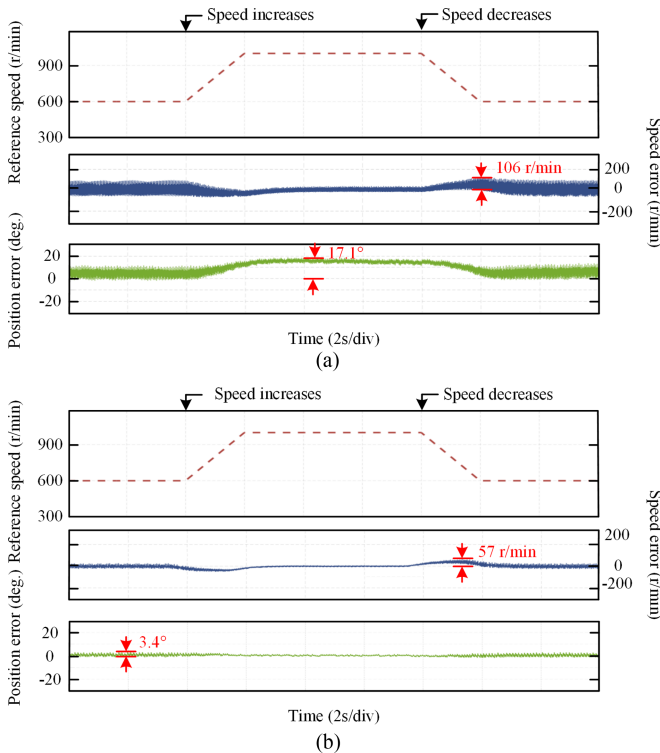 Speed increases
Speed decreases
Reference speed (r/min)
900
600
300
106 r/min
200
0
-200
Speed error (r/min)
Position error (deg.)
20
0
-20
17.1°
Time (2s/div)
(a)
Speed increases
Speed decreases
Reference speed (r/min)
900
600
300
57 r/min
200
0
-200
Speed error (r/min)
Position error (deg.)
20
0
-20
3.4°
Time (2s/div)
(b)